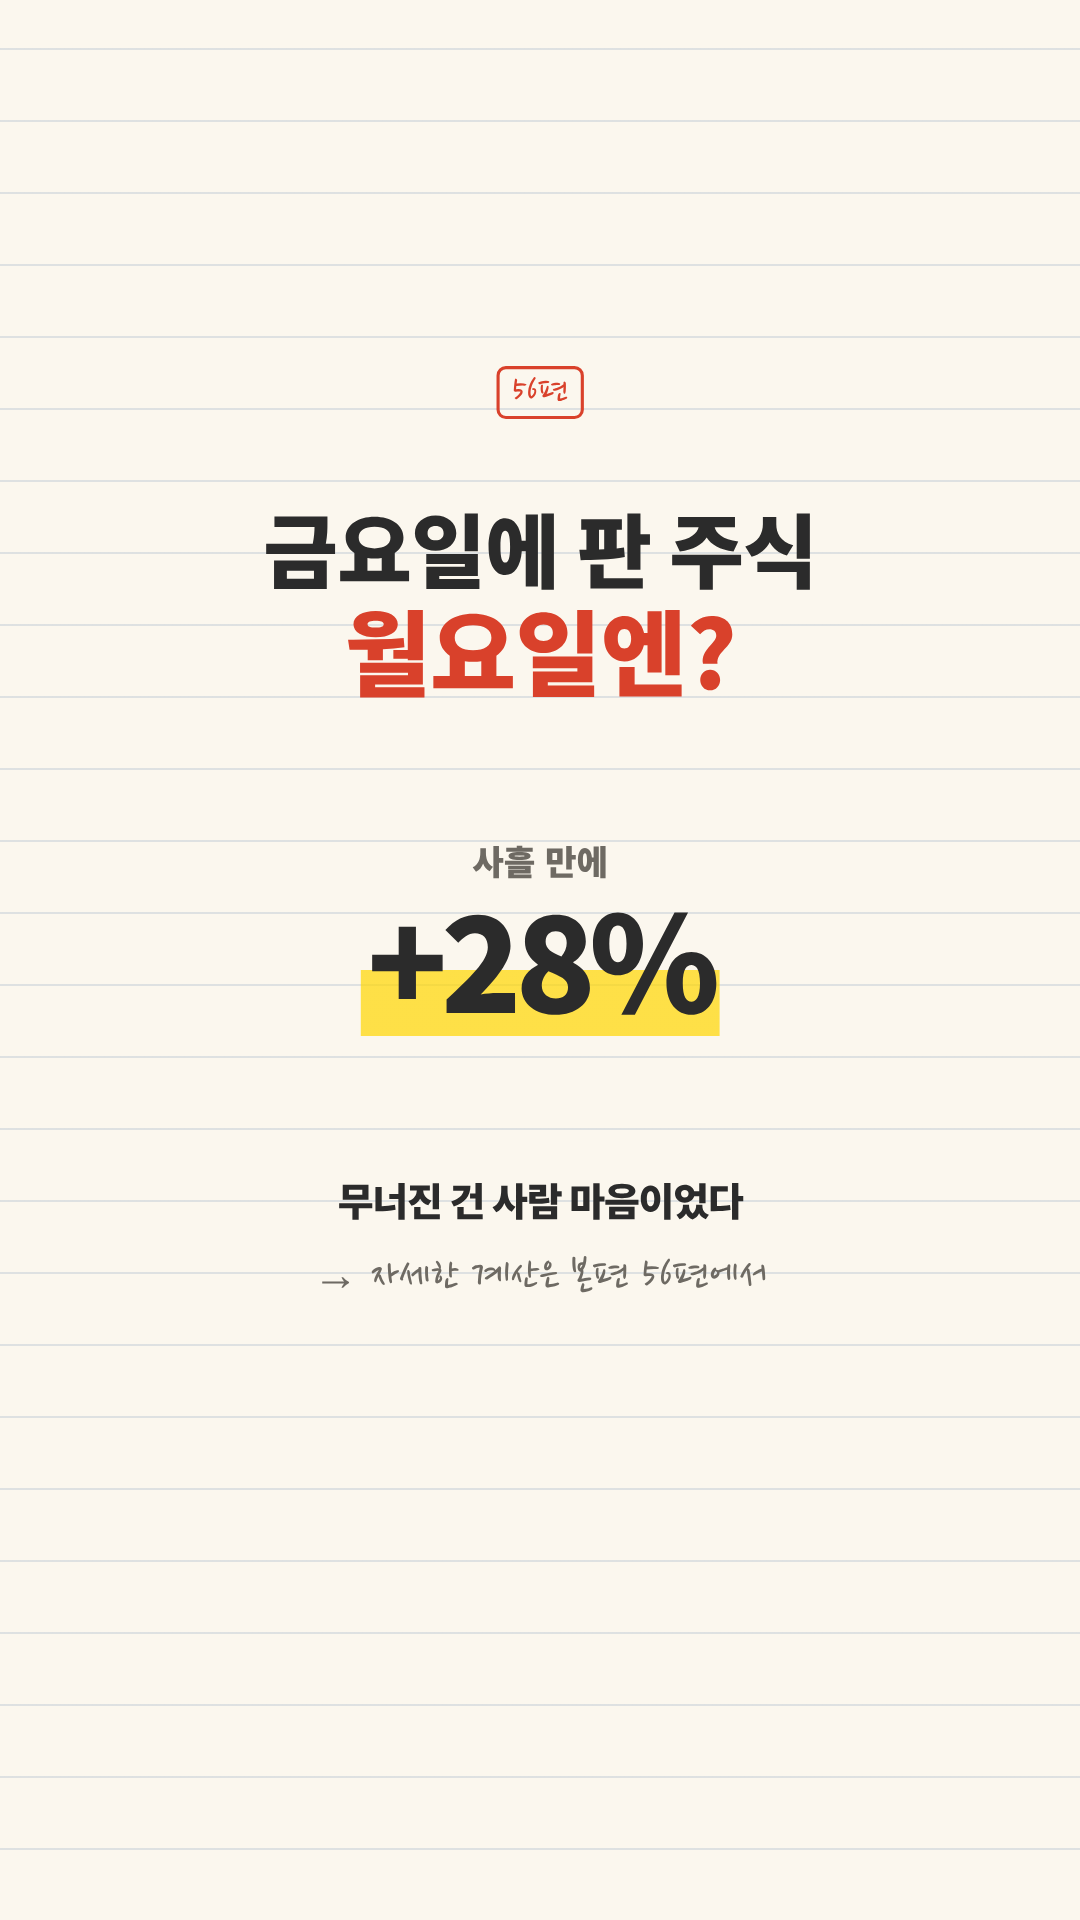 56편
금요일에 판 주식
월요일엔?
사흘 만에
+28%
무너진 건 사람 마음이었다
→ 자세한 계산은 본편 56편에서